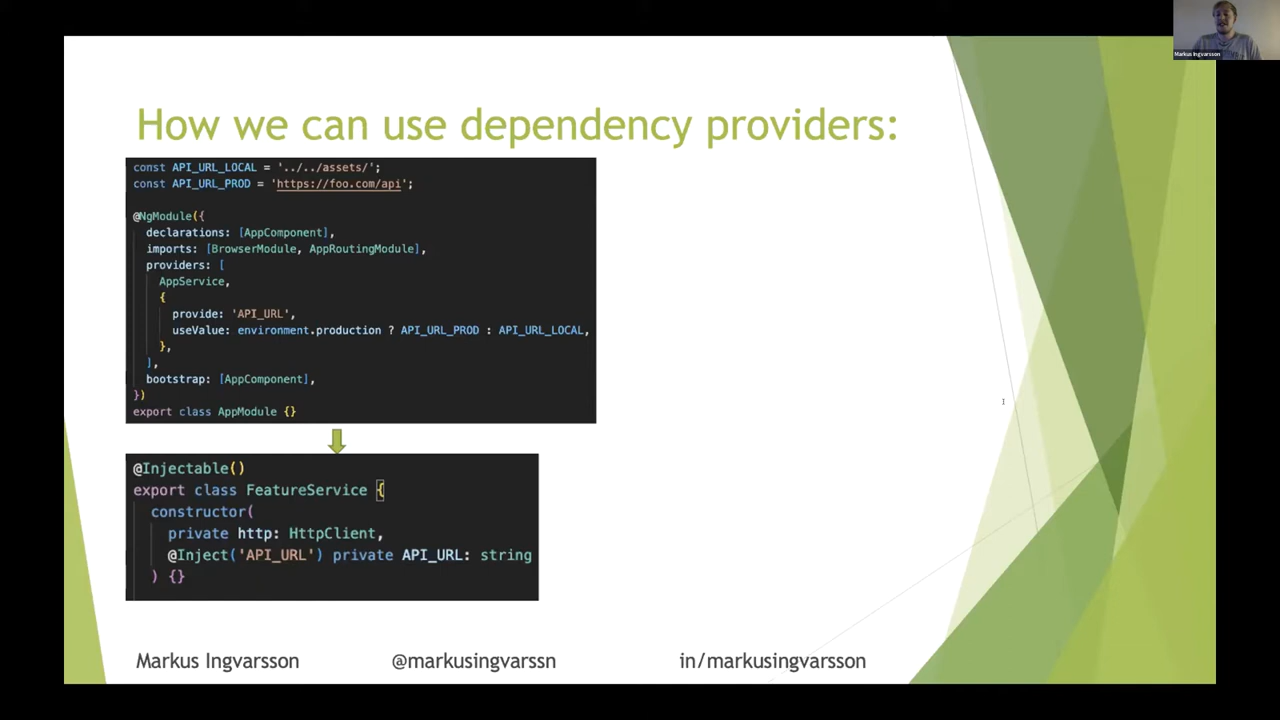 Markus Ingvarsson
How we can use dependency providers:
const API_URL_LOCAL = '../../assets/';
const API_URL_PROD = 'https://foo.com/api';
@NgModule({
declarations: [AppComponent],
imports: [BrowserModule, AppRoutingModule],
providers: [
AppService,
{
provide: 'API_URL',
useValue: environment.production ? API_URL_PROD : API_URL_LOCAL,
},
],
bootstrap: [AppComponent],
})
export class AppModule {}
@Injectable()
export class FeatureService {
constructor(
private http: HttpClient,
@Inject('API_URL') private API_URL: string
) {}
Markus Ingvarsson @markusingvarssn in/markusingvarsson